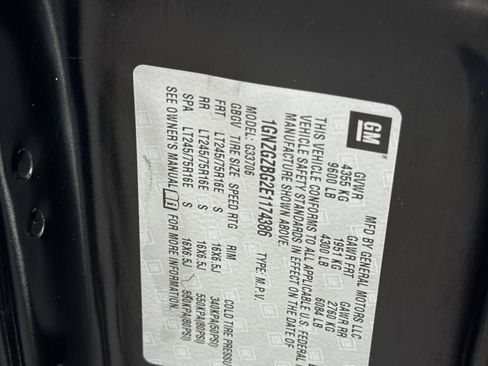 GM
MFD BY GENERAL MOTORS LLC
GVWR GAWR FRT GAWR RR
4355 KG 1951 KG 2760 KG
9600 LB 4300 LB 6084 LB
THIS VEHICLE CONFORMS TO ALL APPLICABLE U.S. FEDERAL
VEHICLE SAFETY STANDARDS IN EFFECT ON THE DATE OF
MANUFACTURE SHOWN ABOVE.
1GNZGZBG2E1174386 TYPE: M.P.V.
MODEL: G33706
GBGV TIRE SIZE SPEED RTG RIM COLD TIRE PRESSURE
FRT LT245/75R16E S 16X6.5J 340KPA(50PSI)
RR LT245/75R16E S 16X6.5J 550KPA(80PSI)
SPA LT245/75R16E S 16X6.5J 550KPA(80PSI)
SEE OWNER'S MANUAL